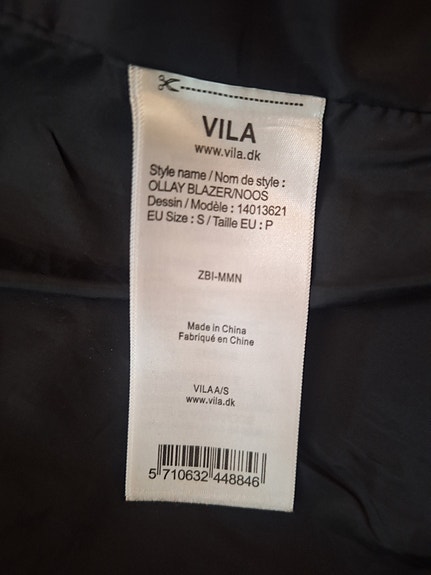 VILA
www.vila.dk
Style name / Nom de style :
OLLAY BLAZER/NOOS
Dessin / Modèle : 14013621
EU Size : S / Taille EU : P
ZBI-MMN
Made in China
Fabriqué en Chine
VILA A/S
www.vila.dk
5 710632 448846